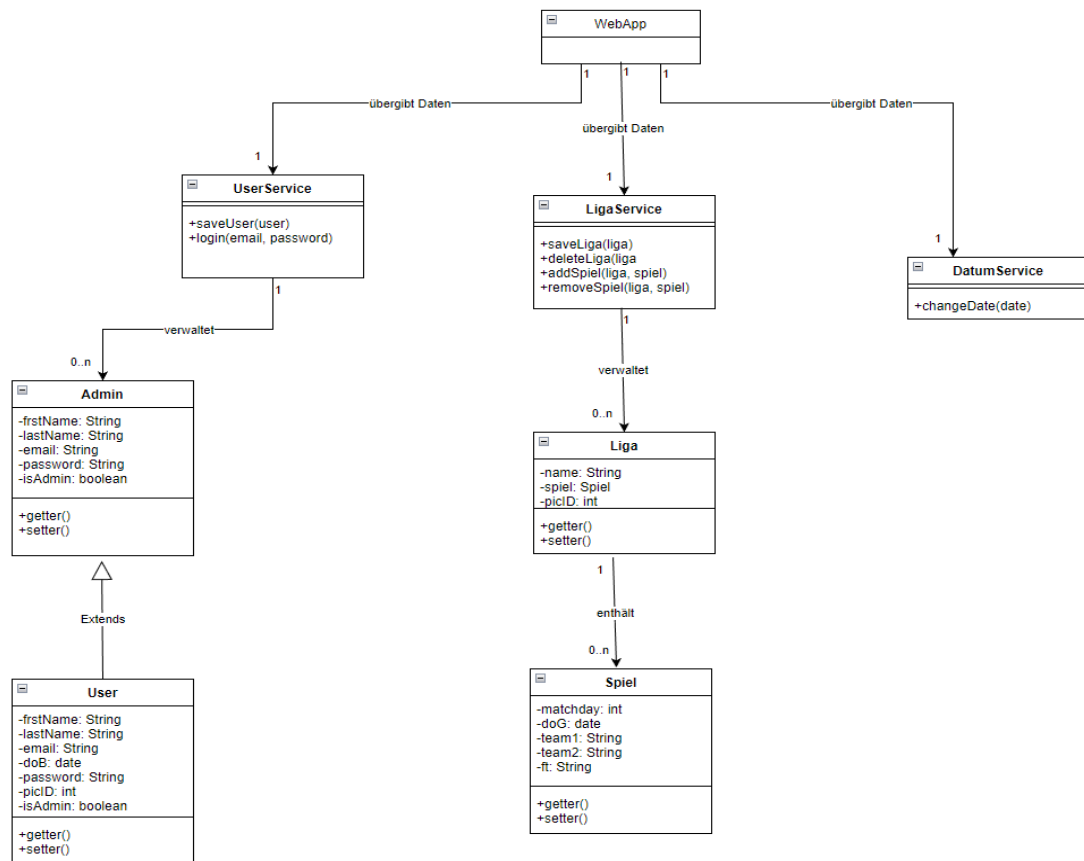 WebApp
1
1
1
übergibt Daten
übergibt Daten
übergibt Daten
1
1
1
UserService
+saveUser(user)
+login(email, password)
LigaService
+saveLiga(liga)
+deleteLiga(liga
+addSpiel(liga, spiel)
+removeSpiel(liga, spiel)
DatumService
+changeDate(date)
1
verwaltet
0..n
1
verwaltet
0..n
Admin
-frstName: String
-lastName: String
-email: String
-password: String
-isAdmin: boolean
+getter()
+setter()
Liga
-name: String
-spiel: Spiel
-picID: int
+getter()
+setter()
Extends
1
enthält
0..n
User
-frstName: String
-lastName: String
-email: String
-doB: date
-password: String
-picID: int
-isAdmin: boolean
+getter()
+setter()
Spiel
-matchday: int
-doG: date
-team1: String
-team2: String
-ft: String
+getter()
+setter()